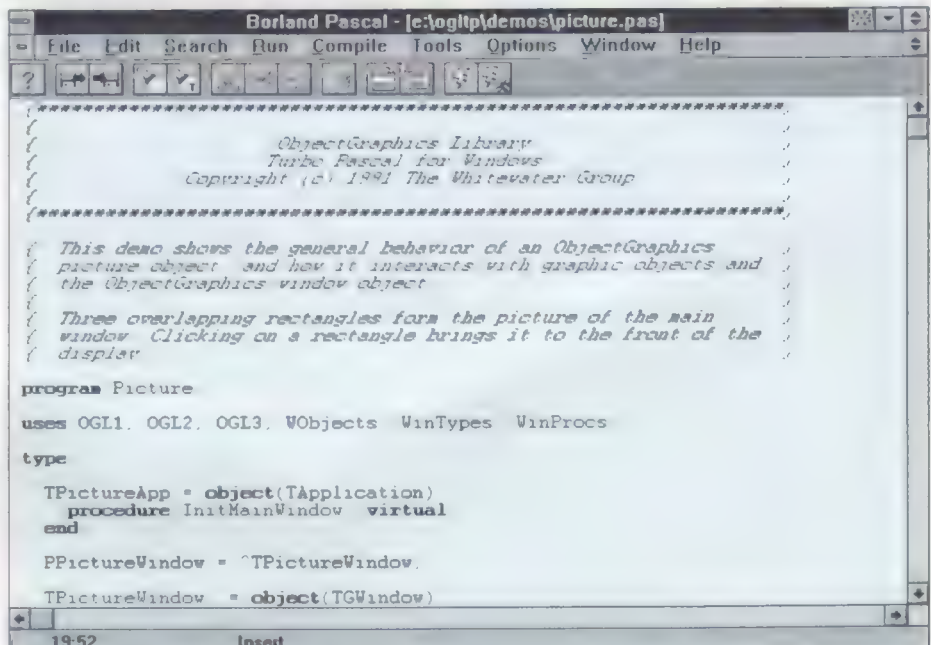 Borland Pascal - [e:\ogltp\demos\picture.pas]
File Edit Search Run Compile Tools Options Window Help
{*****************************************************************}
{
{ ObjectGraphics Library }
{ Turbo Pascal for Windows }
{ Copyright (c) 1991 The Whitewater Group }
{
{*****************************************************************}
{ This demo shows the general behavior of an ObjectGraphics }
{ picture object and how it interacts with graphic objects and }
{ the ObjectGraphics window object }
{ }
{ Three overlapping rectangles form the picture of the main }
{ window Clicking on a rectangle brings it to the front of the }
{ display }
program Picture
uses OGL1, OGL2, OGL3, WObjects WinTypes WinProcs
type
TPictureApp = object(TApplication)
procedure InitMainWindow virtual
end
PPictureWindow = ^TPictureWindow,
TPictureWindow = object(TGWindow)
19:52 Insert